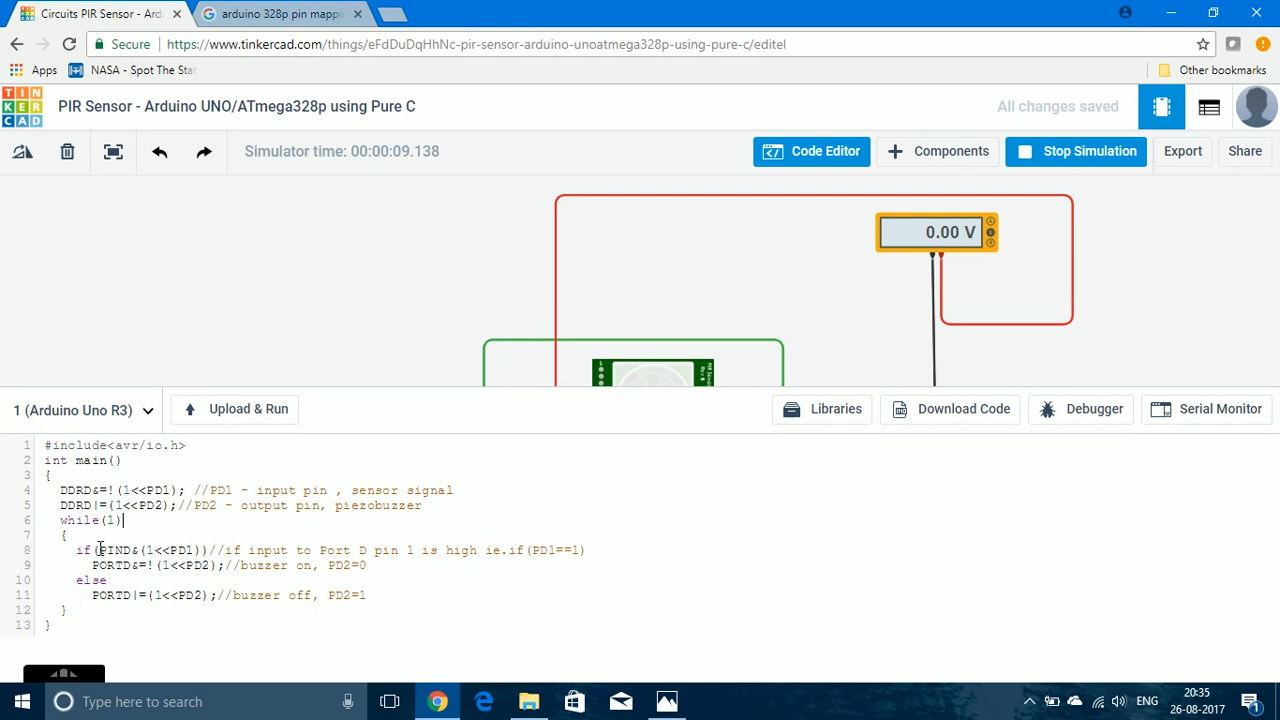 Circuits PIR Sensor - Ard
arduino 328p pin mappin
Secure
https://www.tinkercad.com/things/eFdDuDqHhNc-pir-sensor-arduino-unoatmega328p-using-pure-c/editel
Apps
NASA - Spot The Stat
Other bookmarks
TIN
KER
CAD
PIR Sensor - Arduino UNO/ATmega328p using Pure C
All changes saved
Simulator time: 00:00:09.138
Code Editor
Components
Stop Simulation
Export
Share
0.00 V
1 (Arduino Uno R3)
Upload & Run
Libraries
Download Code
Debugger
Serial Monitor
1 #include<avr/io.h>
2 int main()
3 {
4 DDRD&=!(1<<PD1); //PD1 - input pin , sensor signal
5 DDRD|=(1<<PD2);//PD2 - output pin, piezobuzzer
6 while(1)
7 {
8 if(PIND&(1<<PD1))//if input to Port D pin 1 is high ie.if(PD1==1)
9 PORTD&=!(1<<PD2);//buzzer on, PD2=0
10 else
11 PORTD|=(1<<PD2);//buzzer off, PD2=1
12 }
13 }
Type here to search
ENG
20:35
26-08-2017